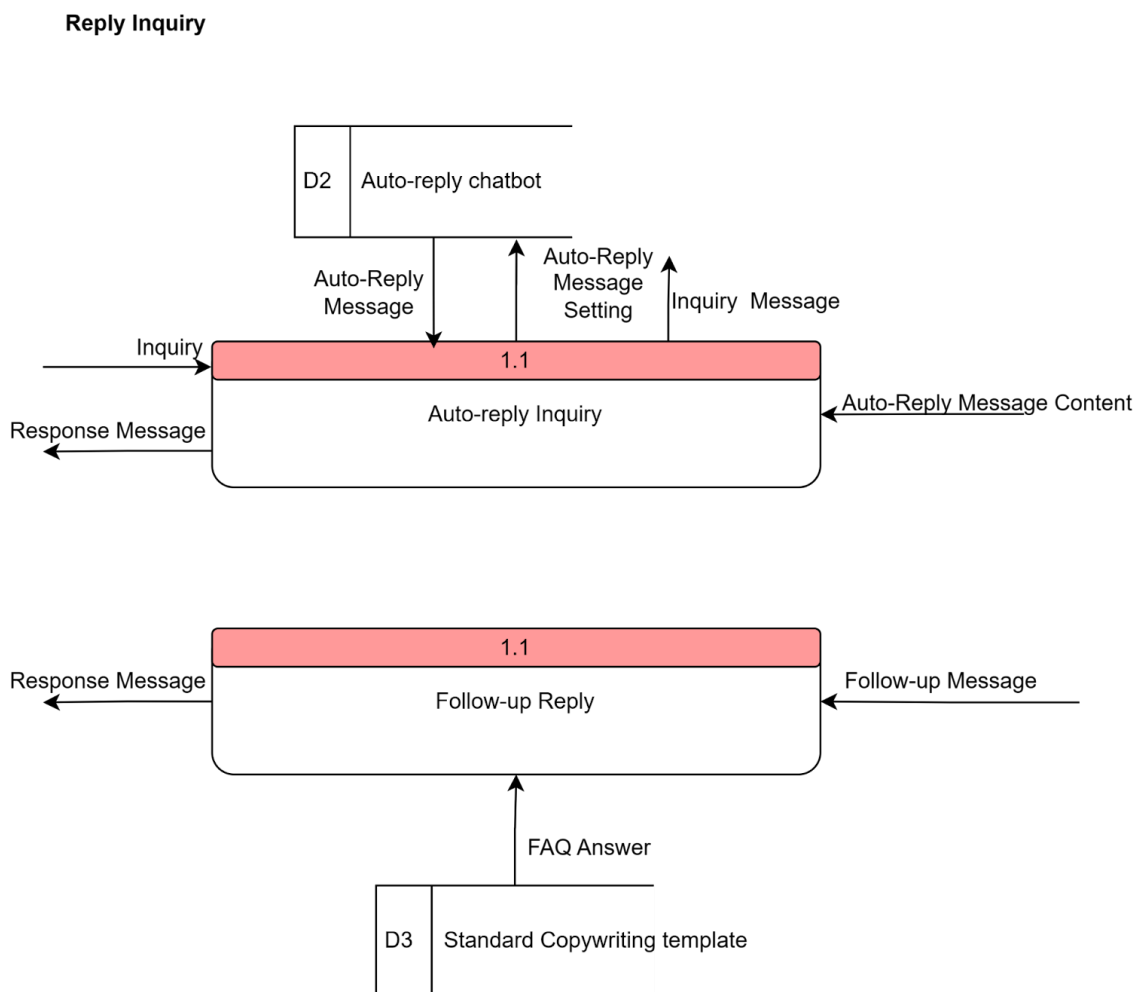 Reply Inquiry
D2
Auto-reply chatbot
Auto-Reply
Message
Auto-Reply
Message
Setting
Inquiry  Message
Inquiry
1.1
Auto-reply Inquiry
Auto-Reply Message Content
Response Message
1.1
Response Message
Follow-up Reply
Follow-up Message
FAQ Answer
D3
Standard Copywriting template